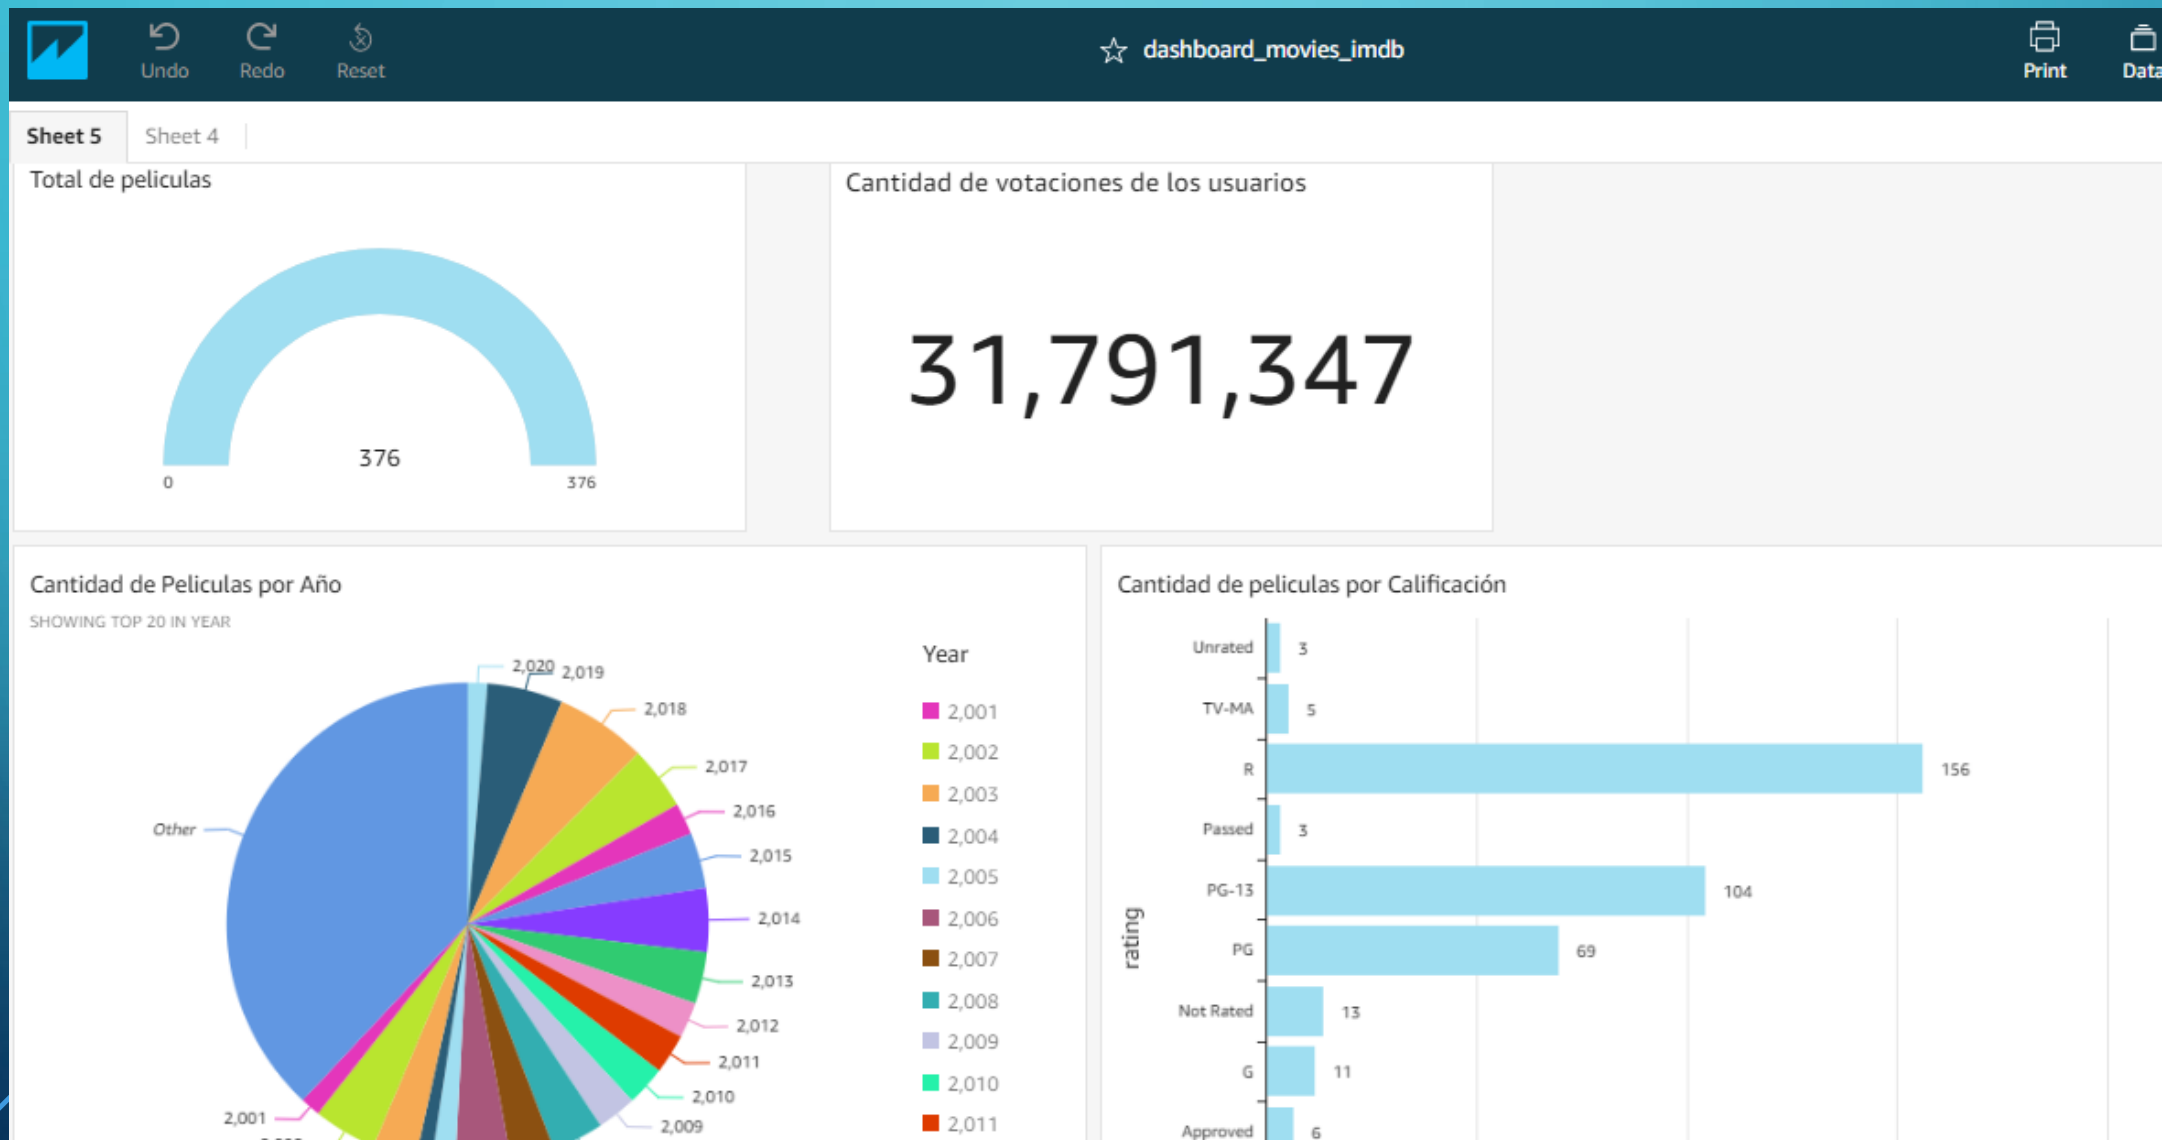 Undo
Redo
Reset
dashboard_movies_imdb
Print
Data
Sheet 5
Sheet 4
Total de peliculas
376
0
376
Cantidad de votaciones de los usuarios
31,791,347
Cantidad de Peliculas por Año
SHOWING TOP 20 IN YEAR
2,020
2,019
2,018
2,017
2,016
2,015
2,014
2,013
2,012
2,011
2,010
2,009
2,001
Other
Year
2,001
2,002
2,003
2,004
2,005
2,006
2,007
2,008
2,009
2,010
2,011
Cantidad de peliculas por Calificación
rating
Unrated 3
TV-MA 5
R 156
Passed 3
PG-13 104
PG 69
Not Rated 13
G 11
Approved 6